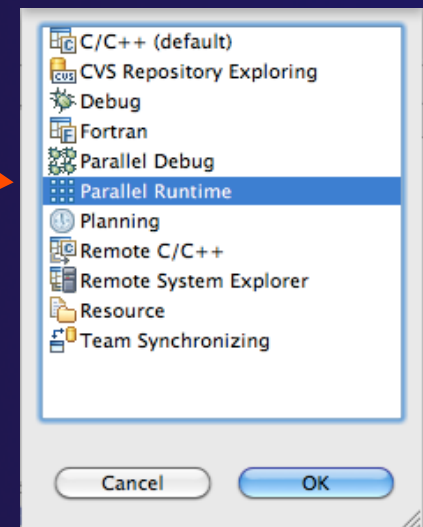 C/C++ (default)
CVS Repository Exploring
Debug
Fortran
Parallel Debug
Parallel Runtime
Planning
Remote C/C++
Remote System Explorer
Resource
Team Synchronizing
Cancel OK